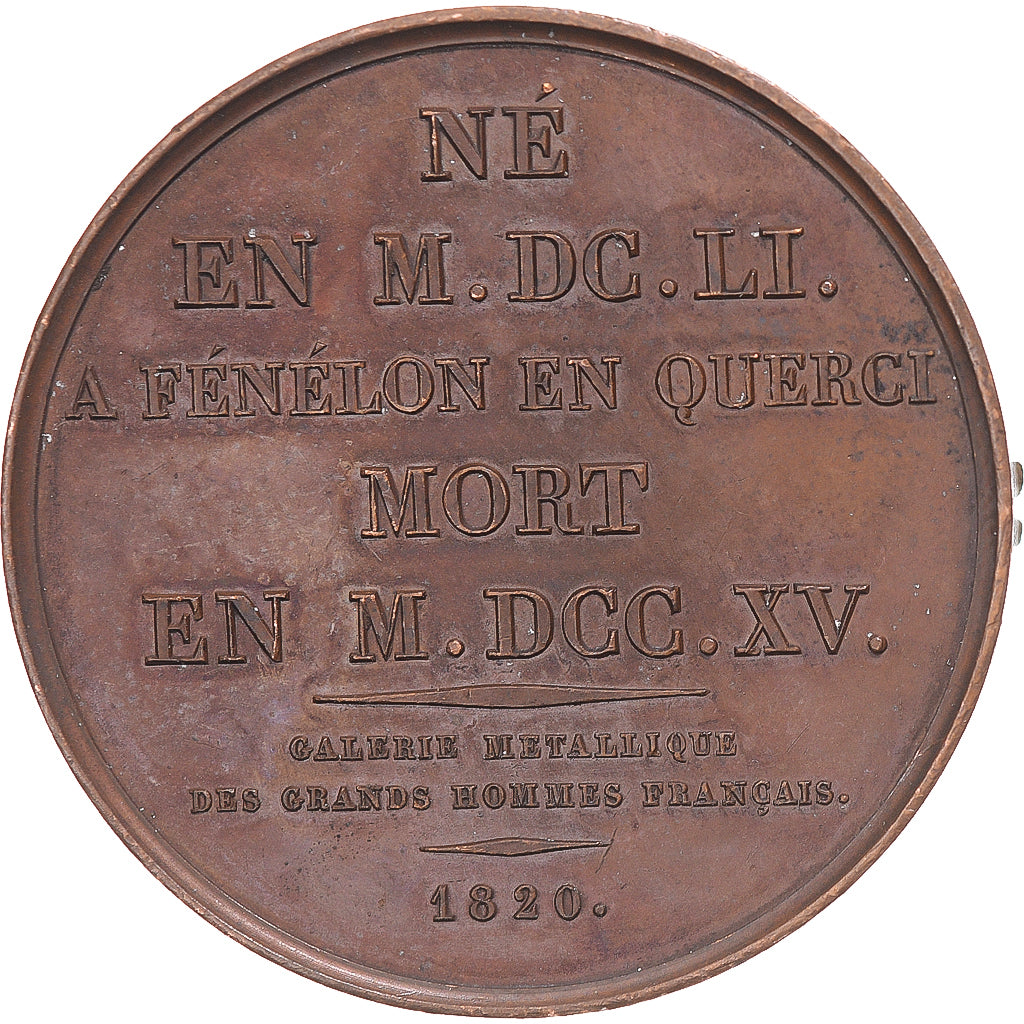 NÉ
EN M.DC.LI.
A FÉNÉLON EN QUERCI
MORT
EN M.DCC.XV.
GALERIE METALLIQUE
DES GRANDS HOMMES FRANÇAIS.
1820.